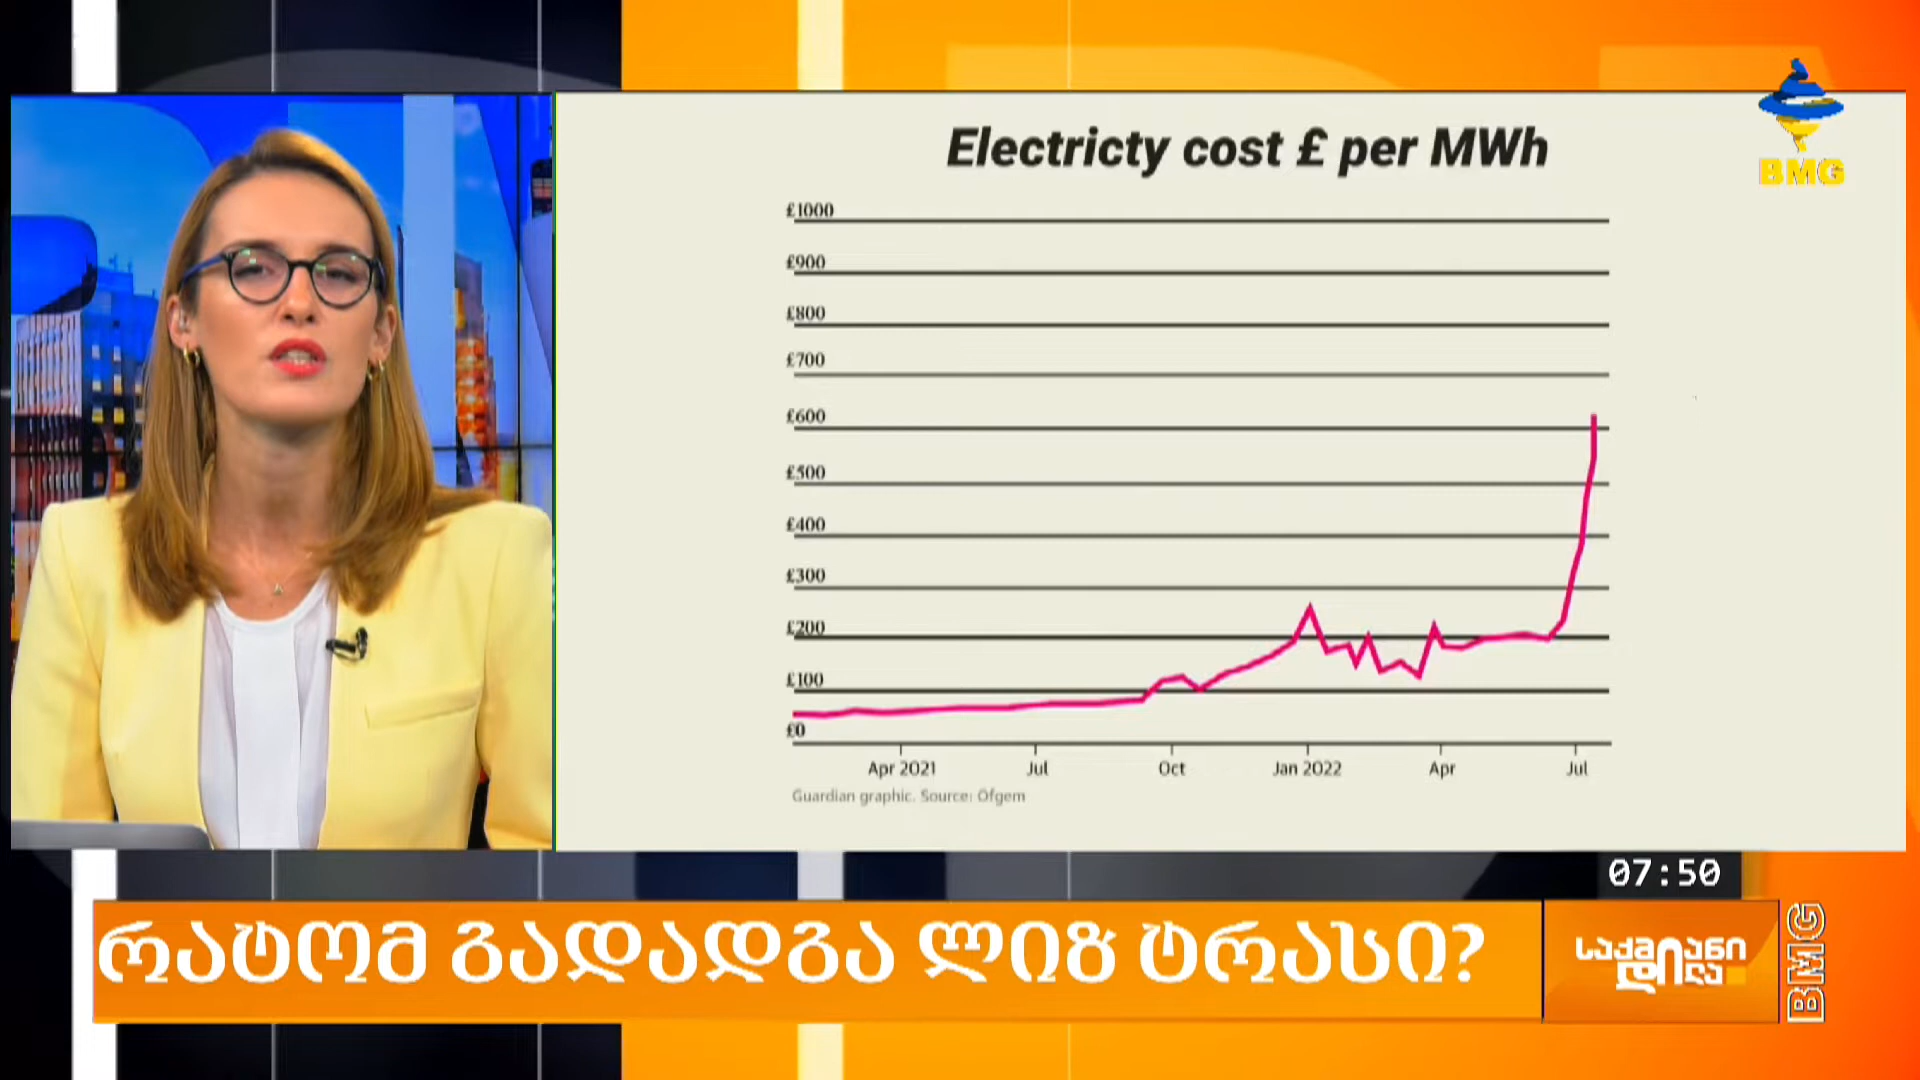 Electricty cost £ per MWh
BMG
£1000
£900
£800
£700
£600
£500
£400
£300
£200
£100
£0
Apr 2021 Jul Oct Jan 2022 Apr Jul
Guardian graphic. Source: Ofgem
07:50
რატომ გადადგა ლიზ ტრასი?
საქმიანი
დილა
BMG